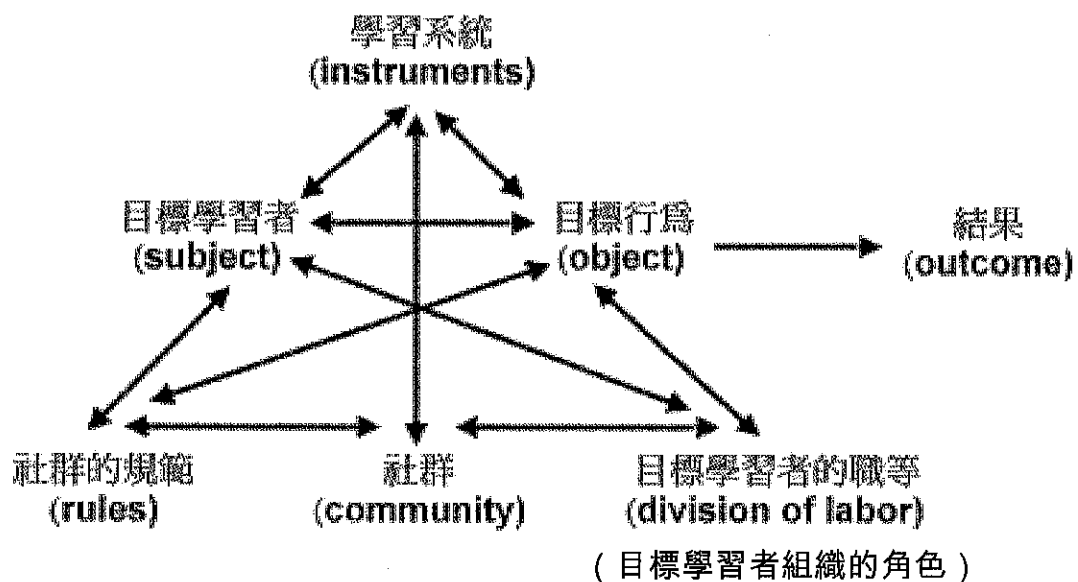 學習系統
(instruments)
目標學習者
(subject)
目標行為
(object)
結果
(outcome)
社群的規範
(rules)
社群
(community)
目標學習者的職等
(division of labor)
(目標學習者組織的角色)